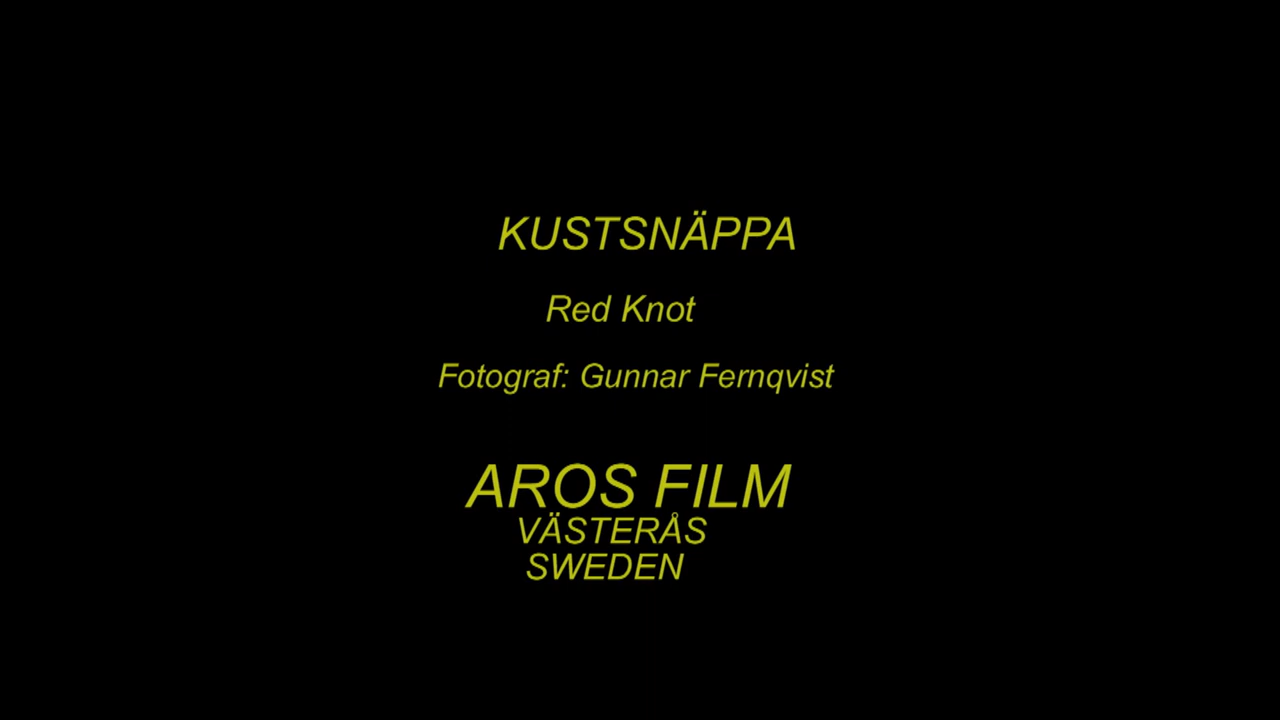 KUSTSNÄPPA
Red Knot
Fotograf: Gunnar Fernqvist
AROS FILM
VÄSTERÅS
SWEDEN